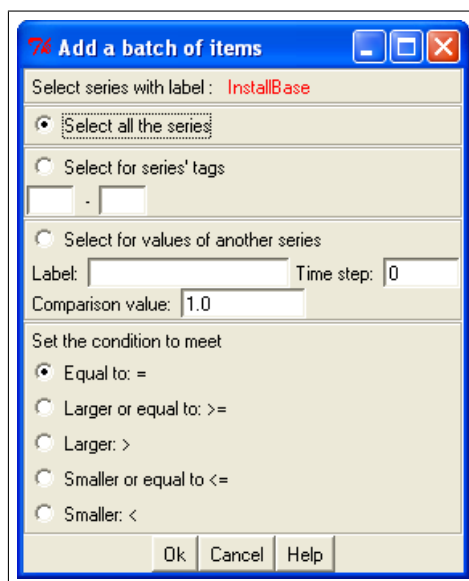 7k Add a batch of items
Select series with label : InstallBase
Select all the series
Select for series' tags
-
Select for values of another series
Label: Time step: 0
Comparison value: 1.0
Set the condition to meet
Equal to: =
Larger or equal to: >=
Larger: >
Smaller or equal to <=
Smaller: <
Ok Cancel Help